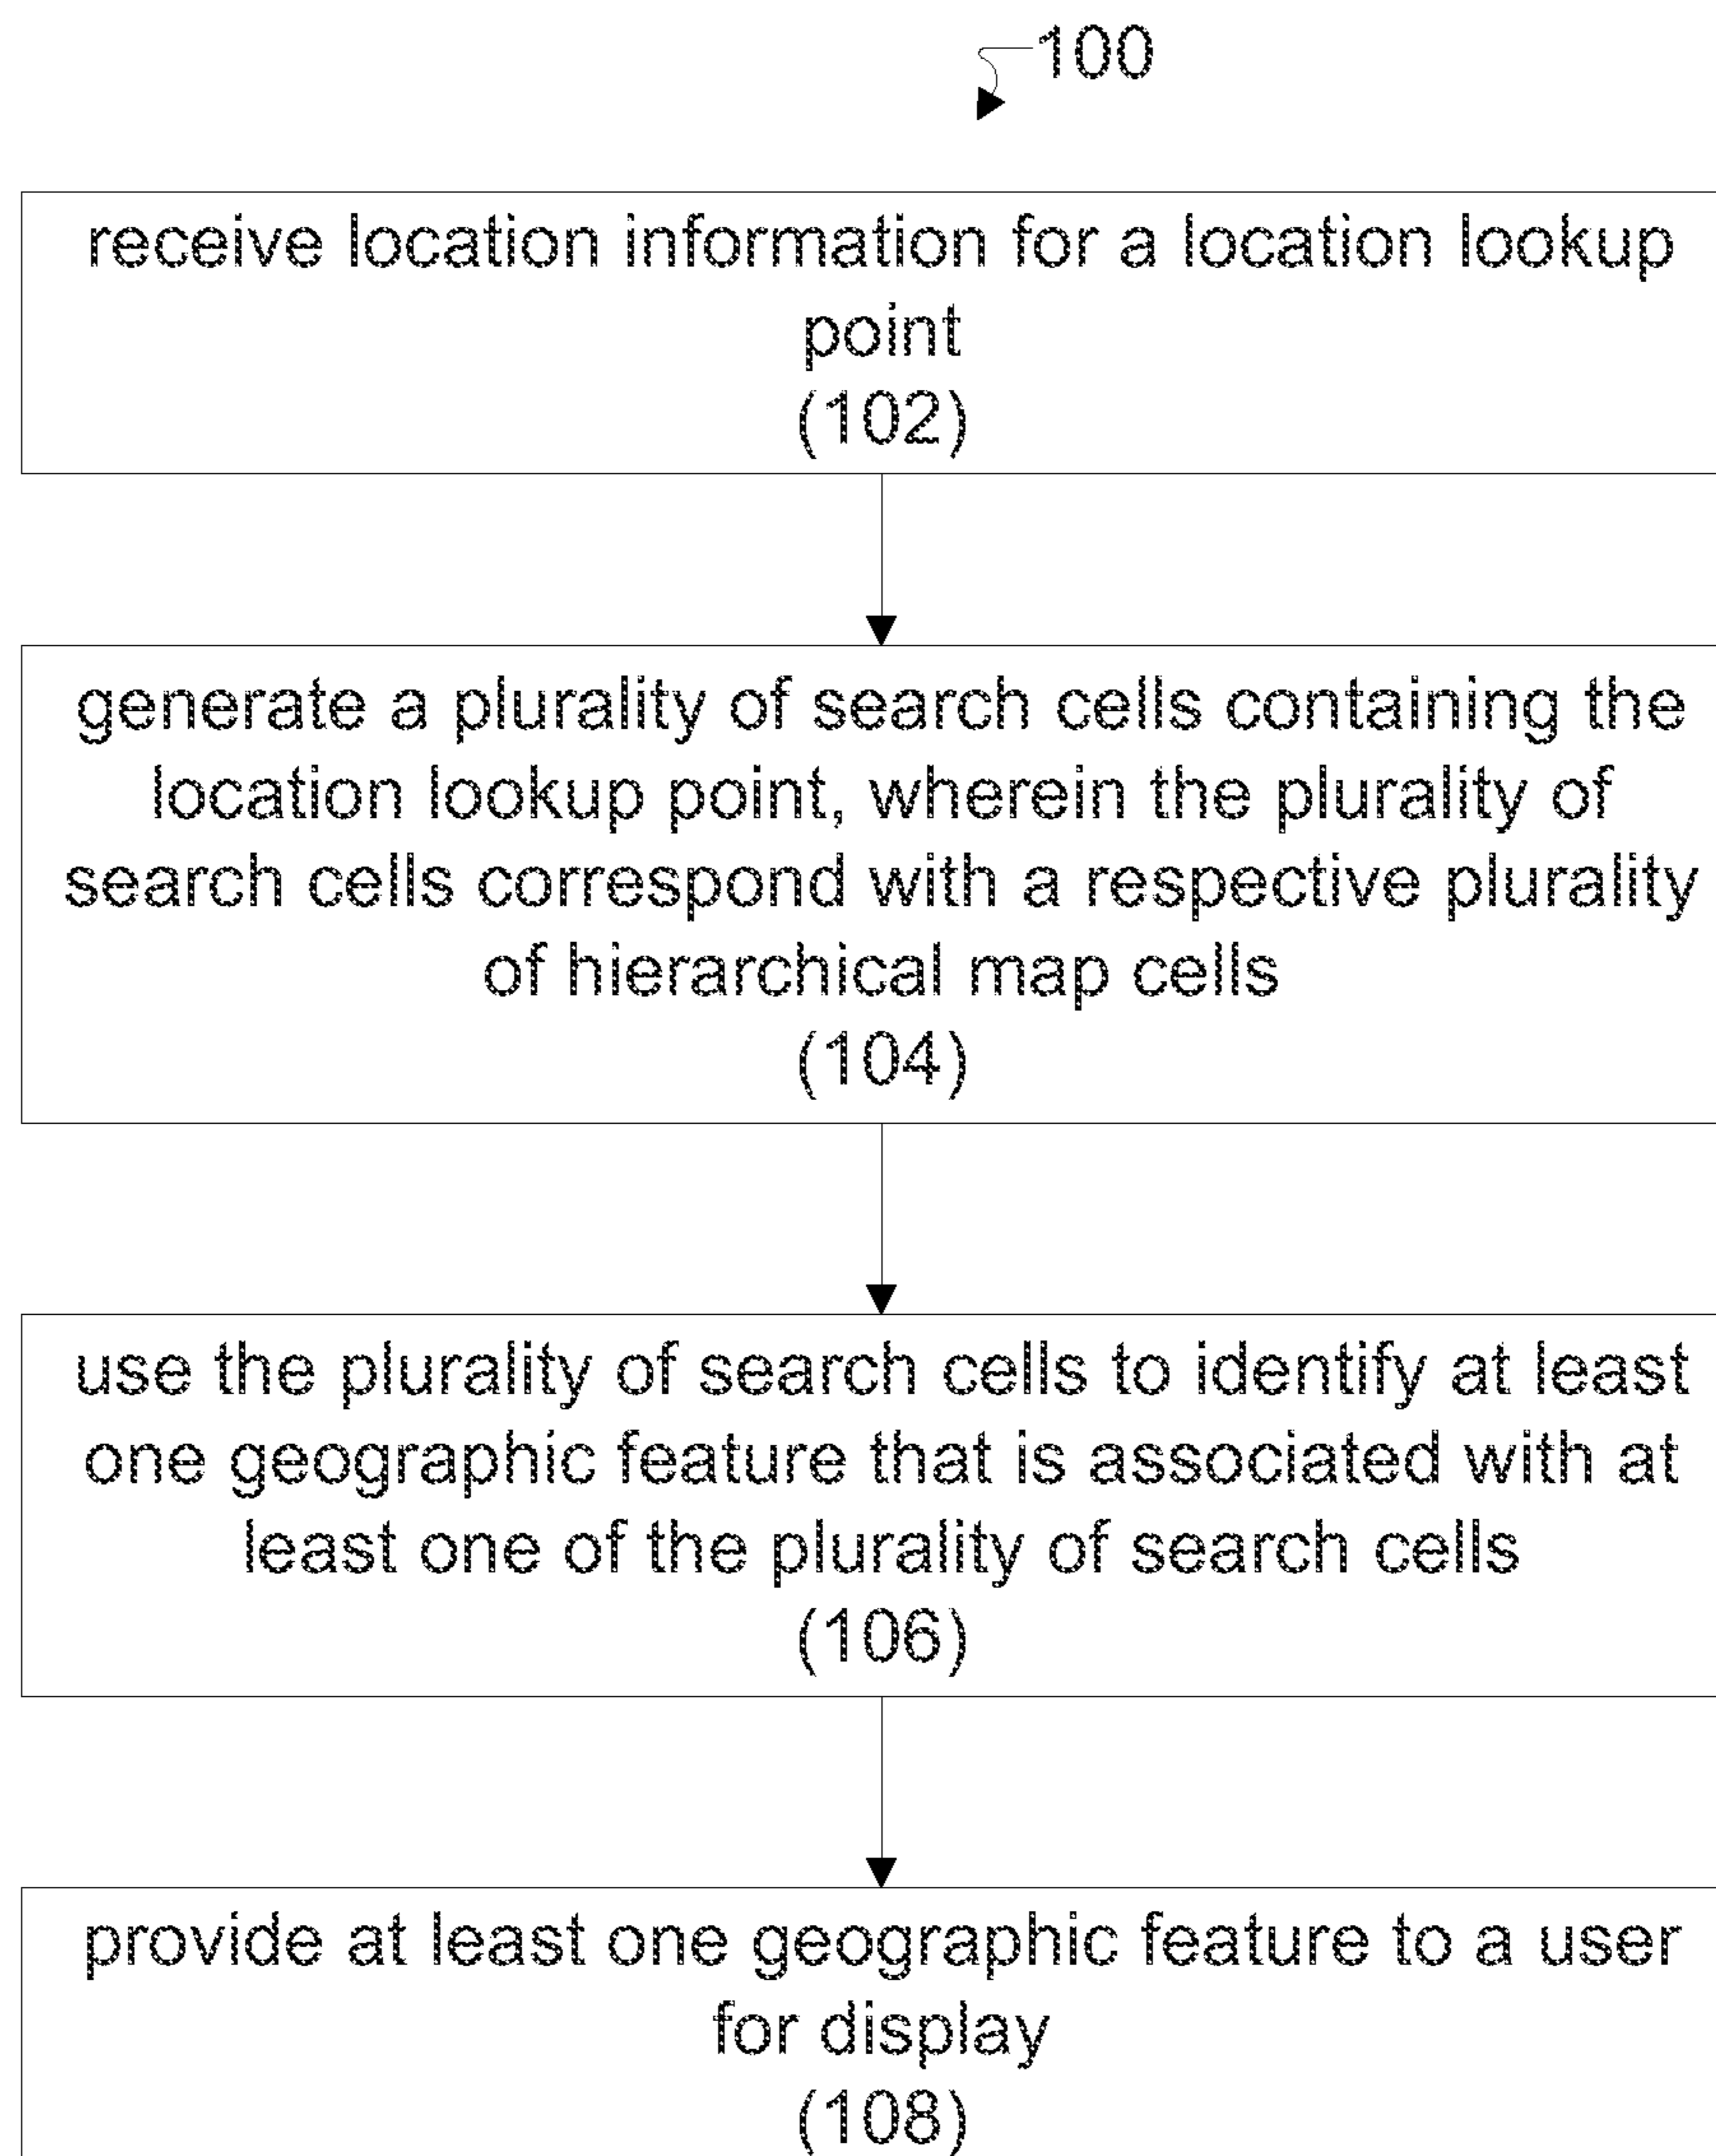 100
receive location information for a location lookup
point
(102)
generate a plurality of search cells containing the
location lookup point, wherein the plurality of
search cells correspond with a respective plurality
of hierarchical map cells
(104)
use the plurality of search cells to identify at least
one geographic feature that is associated with at
least one of the plurality of search cells
(106)
provide at least one geographic feature to a user
for display
(108)